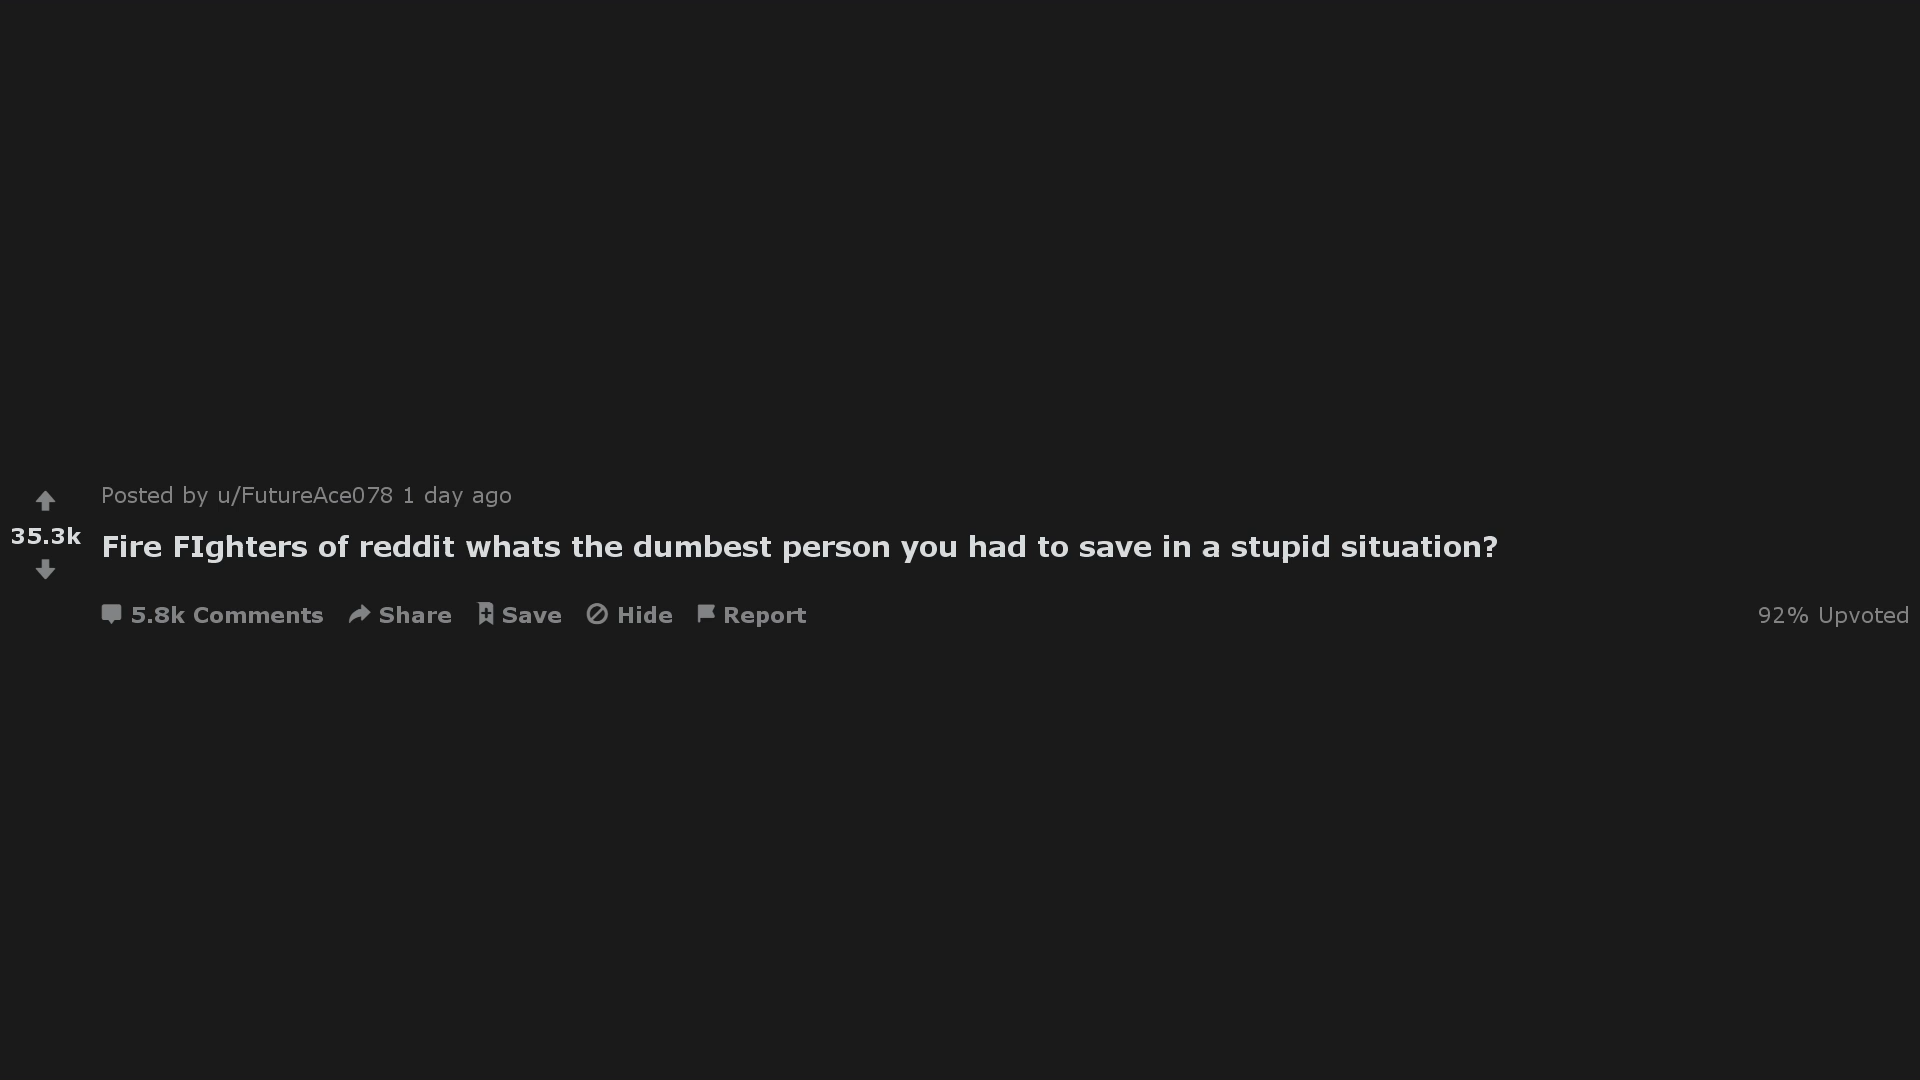 Posted by u/FutureAce078 1 day ago
35.3k
Fire FIghters of reddit whats the dumbest person you had to save in a stupid situation?
5.8k Comments Share Save Hide Report 92% Upvoted